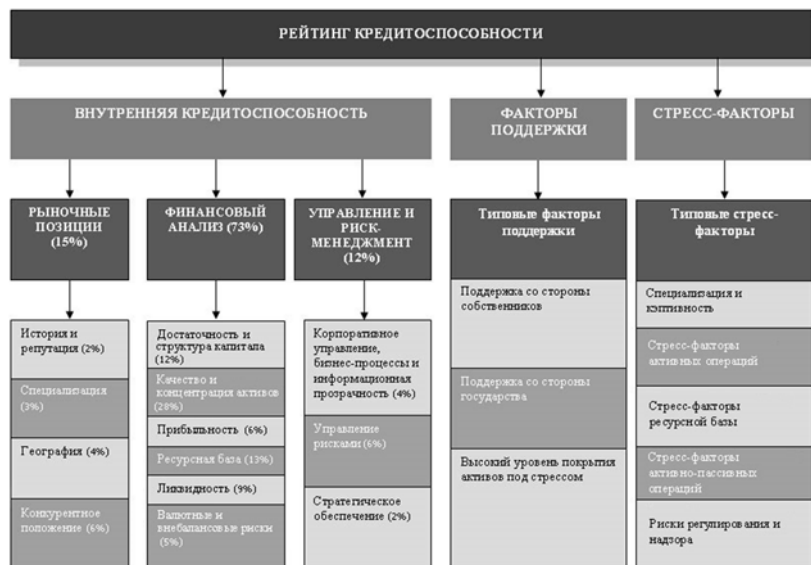 РЕЙТИНГ КРЕДИТОСПОСОБНОСТИ
ВНУТРЕННЯЯ КРЕДИТОСПОСОБНОСТЬ
ФАКТОРЫ
ПОДДЕРЖКИ
СТРЕСС-ФАКТОРЫ
РЫНОЧНЫЕ
ПОЗИЦИИ
(15%)
История и
репутация (2%)
Специализация
(3%)
География (4%)
Конкурентное
положение (6%)
ФИНАНСОВЫЙ
АНАЛИЗ (73%)
Достаточность и
структура капитала
(12%)
Качество и
концентрация активов
(28%)
Прибыльность (6%)
Ресурсная база (13%)
Ликвидность (9%)
Валютные и
внебалансовые риски
(5%)
УПРАВЛЕНИЕ И
РИСК-
МЕНЕДЖМЕНТ
(12%)
Корпоративное
управление,
бизнес-процессы и
информационная
прозрачность (4%)
Управление
рисками (6%)
Стратегическое
обеспечение (2%)
Типовые факторы
поддержки
Поддержка со стороны
собственников
Поддержка со стороны
государства
Высокий уровень покрытия
активов под стрессом
Типовые стресс-
факторы
Специализация и
кэптивность
Стресс-факторы
активных операций
Стресс-факторы
ресурсной базы
Стресс-факторы
активно-пассивных
операций
Риски регулирования и
надзора